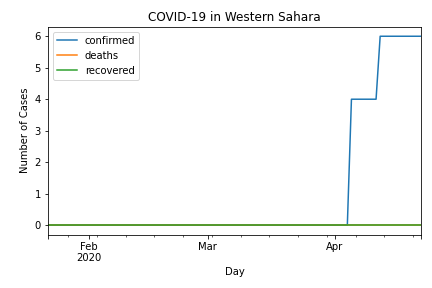 COVID-19 in Western Sahara
confirmed
deaths
recovered
Number of Cases
6
5
4
3
2
1
0
Feb
2020
Mar
Apr
Day